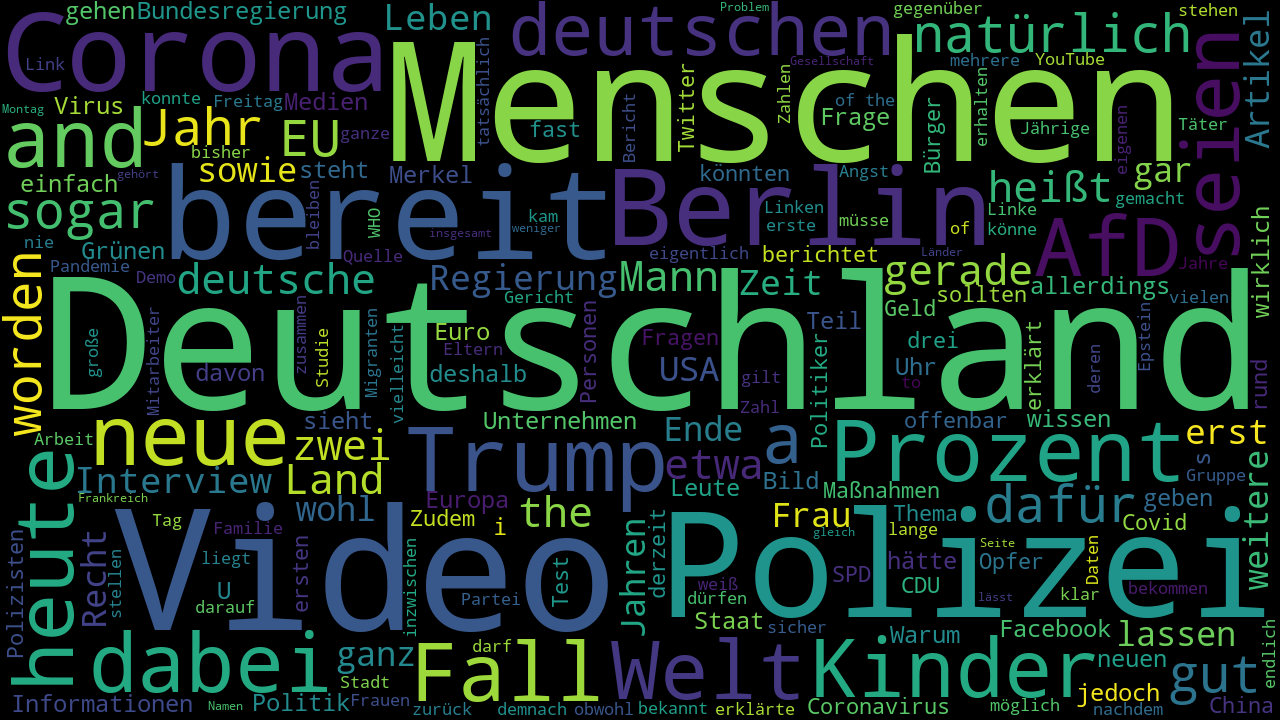 gehen
Bundesregierung
Leben
Problem
deutschen
gegenüber
natürlich
stehen
Corona
Link
Menschen
Gesellschaft
mehrere
YouTube
seien
Artikel
Montag
Virus
konnte
Freitag
Medien
tatsächlich
Twitter
Zahlen
of the
Frage
Bürger
erhalten
Jährige
eigenen
Täter
and
Jahr
EU
ganze
fast
Bericht
bisher
sowie
steht
Merkel
könnten
Angst
heißt
gar
gemacht
gehört
einfach
sogar
bereit
bleiben
WHO
kam
insgesamt
weniger
Berlin
Linken
erste
müsse
of
Linke
könne
AfD
wirklich
nie
Grünen
Quelle
eigentlich
berichtet
Länder
Jahre
worden
Pandemie
Demo
deutsche
Regierung
Mann
Zeit
gerade
sollten
allerdings
vielen
Gericht
Geld
Deutschland
große
Mitarbeiter
zusammen
Studie
Migranten
vielleicht
Euro
Eltern
deshalb
Personen
Teil
Fragen
USA
gilt
Zahl
Politiker
drei
Uhr
to
erklärt
deren
Epstein
rund
davon
sieht
Unternehmen
Ende
offenbar
wissen
Arbeit
neue
zwei
Trump
a
Prozent
erst
s
Gruppe
heute
Interview
Land
etwa
Bild
Leute
Maßnahmen
dafür
geben
weitere
Frankreich
wohl
Europa
Zudem
i
the
Frau
Thema
Covid
Tag
Familie
Video
Polizei
gleich
lange
Seite
Daten
Polizisten
Recht
stellen
liegt
U
darauf
ersten
inzwischen
Partei
Test
Jahren
derzeit
weiß
dürfen
SPD
hätte
CDU
Opfer
lässt
klar
bekommen
Staat
sicher
Warum
Facebook
lassen
endlich
dabei
ganz
Stadt
darf
Fall
Welt
Kinder
neuen
gut
jedoch
Informationen
Namen
Politik
Frauen
zurück
demnach
obwohl
bekannt
erklärte
Coronavirus
möglich
nachdem
China